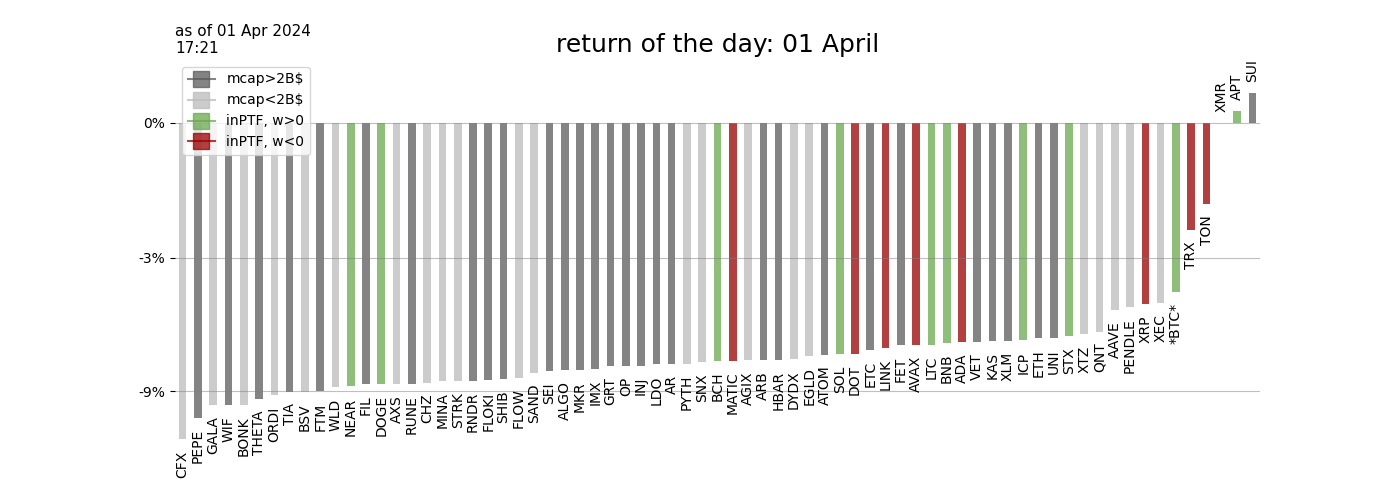 as of 01 Apr 2024
17:21
return of the day: 01 April
mcap>2B$
mcap<2B$
inPTF, w>0
inPTF, w<0
0%
-3%
-9%
CFX
PEPE
GALA
WIF
BONK
THETA
ORDI
TIA
BSV
FTM
WLD
NEAR
FIL
DOGE
AXS
RUNE
CHZ
MINA
STRK
RNDR
FLOKI
SHIB
FLOW
SAND
SEI
ALGO
MKR
IMX
GRT
OP
INJ
LDO
AR
PYTH
SNX
BCH
MATIC
AGIX
ARB
HBAR
DYDX
EGLD
ATOM
SOL
DOT
ETC
LINK
FET
AVAX
LTC
BNB
ADA
VET
KAS
XLM
ICP
ETH
UNI
STX
XTZ
QNT
AAVE
PENDLE
XRP
XEC
*BTC*
TRX
TON
XMR
APT
SUI